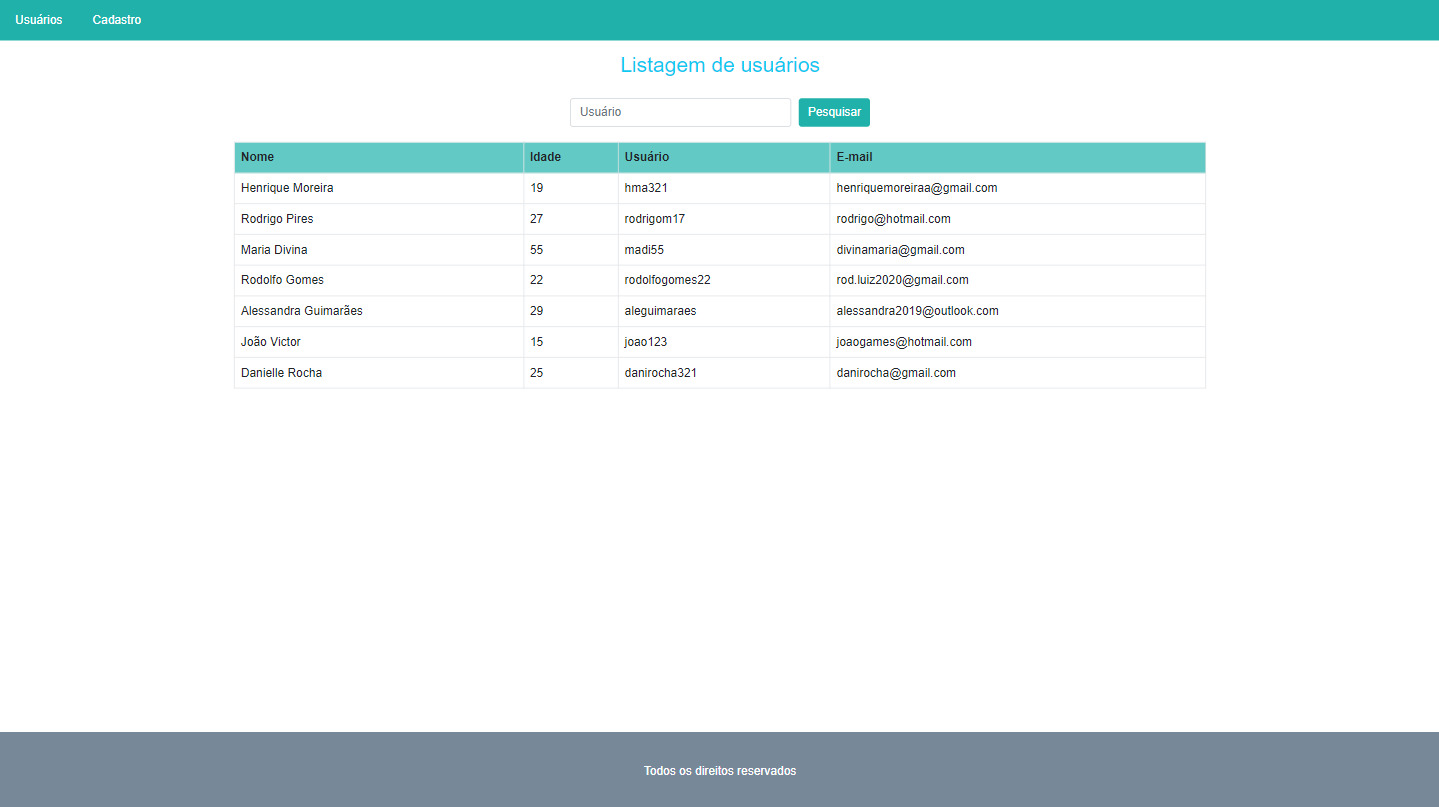 Usuários Cadastro
Listagem de usuários
Usuário Pesquisar
Nome Idade Usuário E-mail
Henrique Moreira 19 hma321 henriquemoreiraa@gmail.com
Rodrigo Pires 27 rodrigom17 rodrigo@hotmail.com
Maria Divina 55 madi55 divinamaria@gmail.com
Rodolfo Gomes 22 rodolfogomes22 rod.luiz2020@gmail.com
Alessandra Guimarães 29 aleguimaraes alessandra2019@outlook.com
João Victor 15 joao123 joaogames@hotmail.com
Danielle Rocha 25 danirocha321 danirocha@gmail.com
Todos os direitos reservados